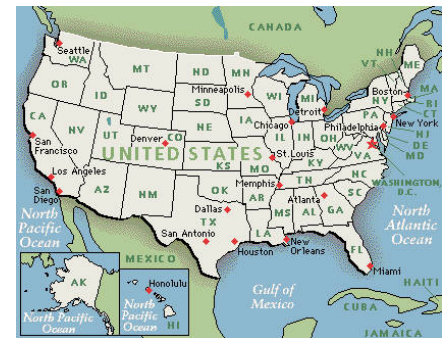 CANADA
Seattle
WA
MT
ND
MN
OR
ID
WY
SD
Minneapolis
WI
MI
NH
VT
ME
Boston
MA
NY
RI
CT
Detroit
PA
Philadelphia
New York
NJ
DE
MD
CA
NV
UT
Denver
CO
NE
IA
Chicago
IL
IN
OH
WV
VA
UNITED STATES
KS
MO
St.Louis
KY
WASHINGTON,
D.C.
San
Francisco
Los Angeles
San
Diego
AZ
NM
OK
AR
Memphis
TN
NC
SC
Atlanta
MS
AL
GA
Dallas
TX
LA
San Antonio
Houston
New
Orleans
FL
Miami
North
Pacific
Ocean
North
Atlantic
Ocean
MEXICO
Gulf of
Mexico
CUBA
HAITI
JAMAICA
AK
North Pacific
Ocean
Honolulu
North
Pacific
Ocean
HI